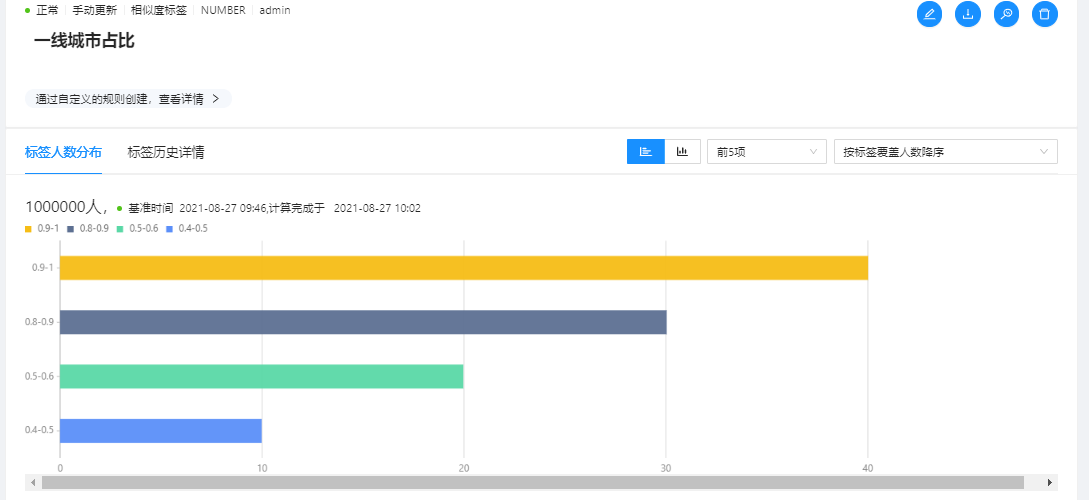 正常 手动更新 相似度标签 NUMBER admin
一线城市占比
通过自定义的规则创建，查看详情 >
标签人数分布 标签历史详情 前5项 按标签覆盖人数降序
1000000人， 基准时间 2021-08-27 09:46,计算完成于 2021-08-27 10:02
0.9-1 0.8-0.9 0.5-0.6 0.4-0.5
0.9-1
0.8-0.9
0.5-0.6
0.4-0.5
0 10 20 30 40